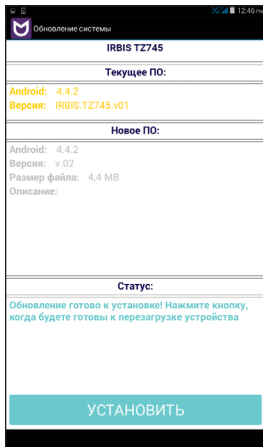 3G 12:46 PM
Обновление системы
IRBIS TZ745
Текущее ПО:
Android: 4.4.2
Версия: IRBIS,TZ745.v01
Новое ПО:
Android: 4.4.2
Версия: v.02
Размер файла: 4,4 MB
Описание:
Статус:
Обновление готово к установке! Нажмите кнопку,
когда будете готовы к перезагрузке устройства
УСТАНОВИТЬ